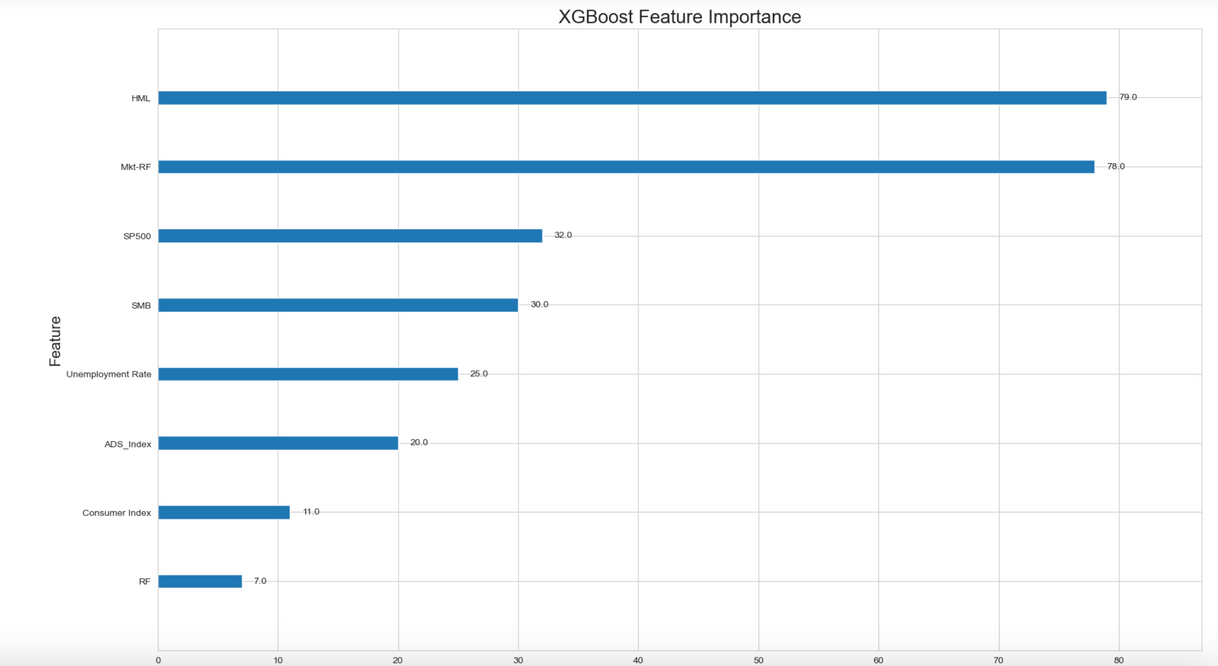 XGBoost Feature Importance
Feature
HML 79.0
Mkt-RF 78.0
SP500 32.0
SMB 30.0
Unemployment Rate 25.0
ADS_Index 20.0
Consumer Index 11.0
RF 7.0
0 10 20 30 40 50 60 70 80